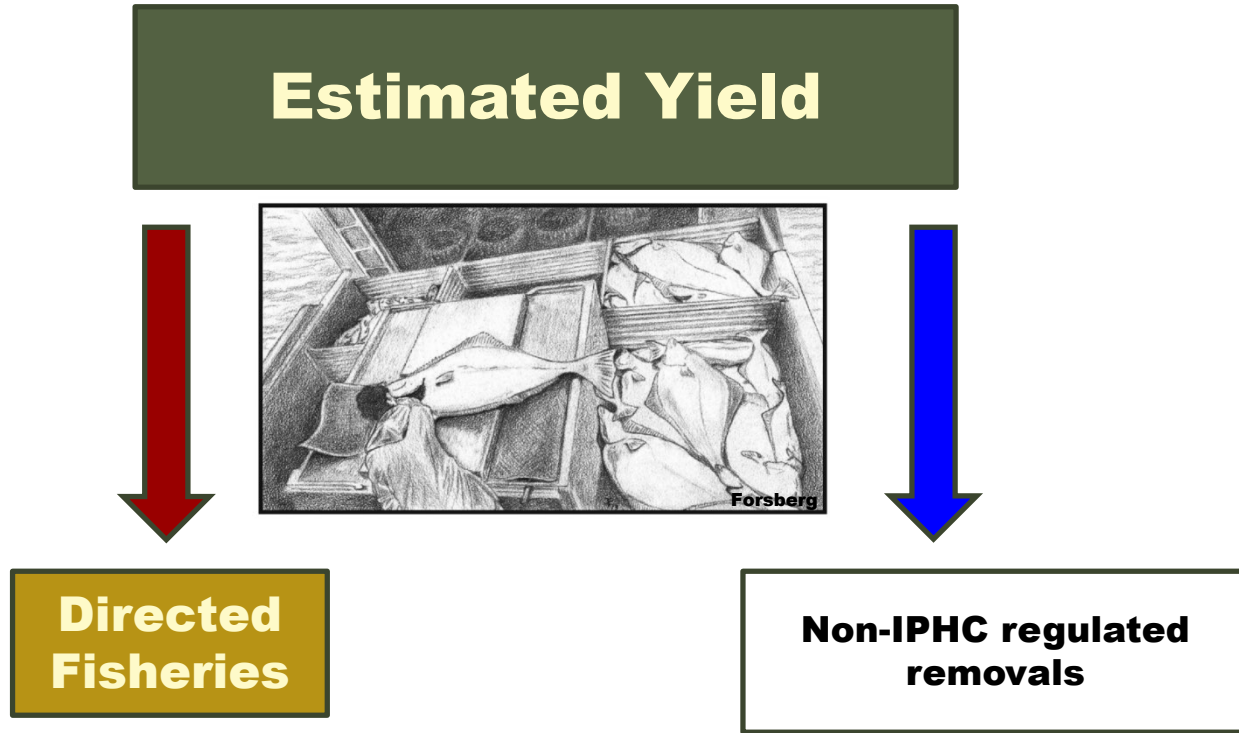 Estimated Yield
Forsberg
Directed
Fisheries
Non-IPHC regulated
removals